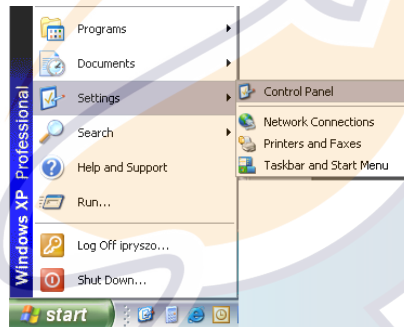 Windows XP Professional
Programs
Documents
Settings
Search
Help and Support
Run...
Log Off ipryszo...
Shut Down...
Control Panel
Network Connections
Printers and Faxes
Taskbar and Start Menu
start